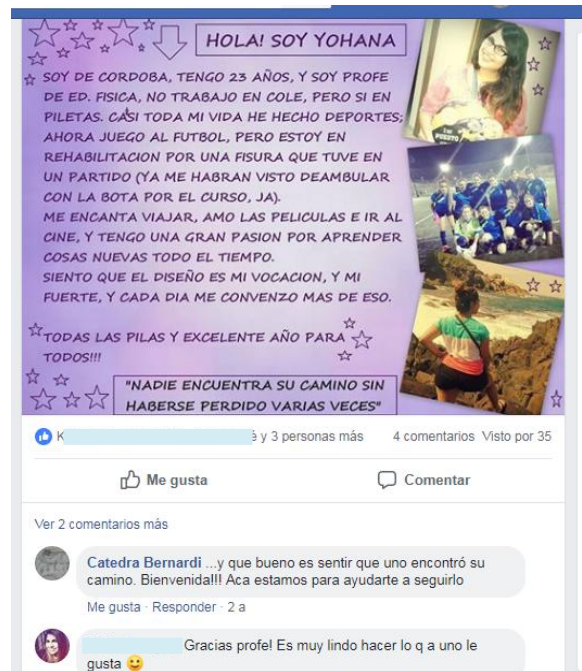 HOLA! SOY YOHANA
SOY DE CORDOBA, TENGO 23 AÑOS, Y SOY PROFE
DE ED. FISICA, NO TRABAJO EN COLE, PERO SI EN
PILETAS. CASI TODA MI VIDA HE HECHO DEPORTES;
AHORA JUEGO AL FUTBOL, PERO ESTOY EN
REHABILITACION POR UNA FISURA QUE TUVE EN
UN PARTIDO (YA ME HABRAN VISTO DEAMBULAR
CON LA BOTA POR EL CURSO, JA).
ME ENCANTA VIAJAR, AMO LAS PELICULAS E IR AL
CINE, Y TENGO UNA GRAN PASION POR APRENDER
COSAS NUEVAS TODO EL TIEMPO.
SIENTO QUE EL DISEÑO ES MI VOCACION, Y MI
FUERTE, Y CADA DIA ME CONVENZO MAS DE ESO.
TODAS LAS PILAS Y EXCELENTE AÑO PARA
TODOS!!!
"NADIE ENCUENTRA SU CAMINO SIN
HABERSE PERDIDO VARIAS VECES"
K é y 3 personas más 4 comentarios Visto por 35
Me gusta Comentar
Ver 2 comentarios más
Catedra Bernardi ...y que bueno es sentir que uno encontró su
camino. Bienvenida!!! Aca estamos para ayudarte a seguirlo
Me gusta · Responder · 2 a
Gracias profe! Es muy lindo hacer lo q a uno le
gusta 😀